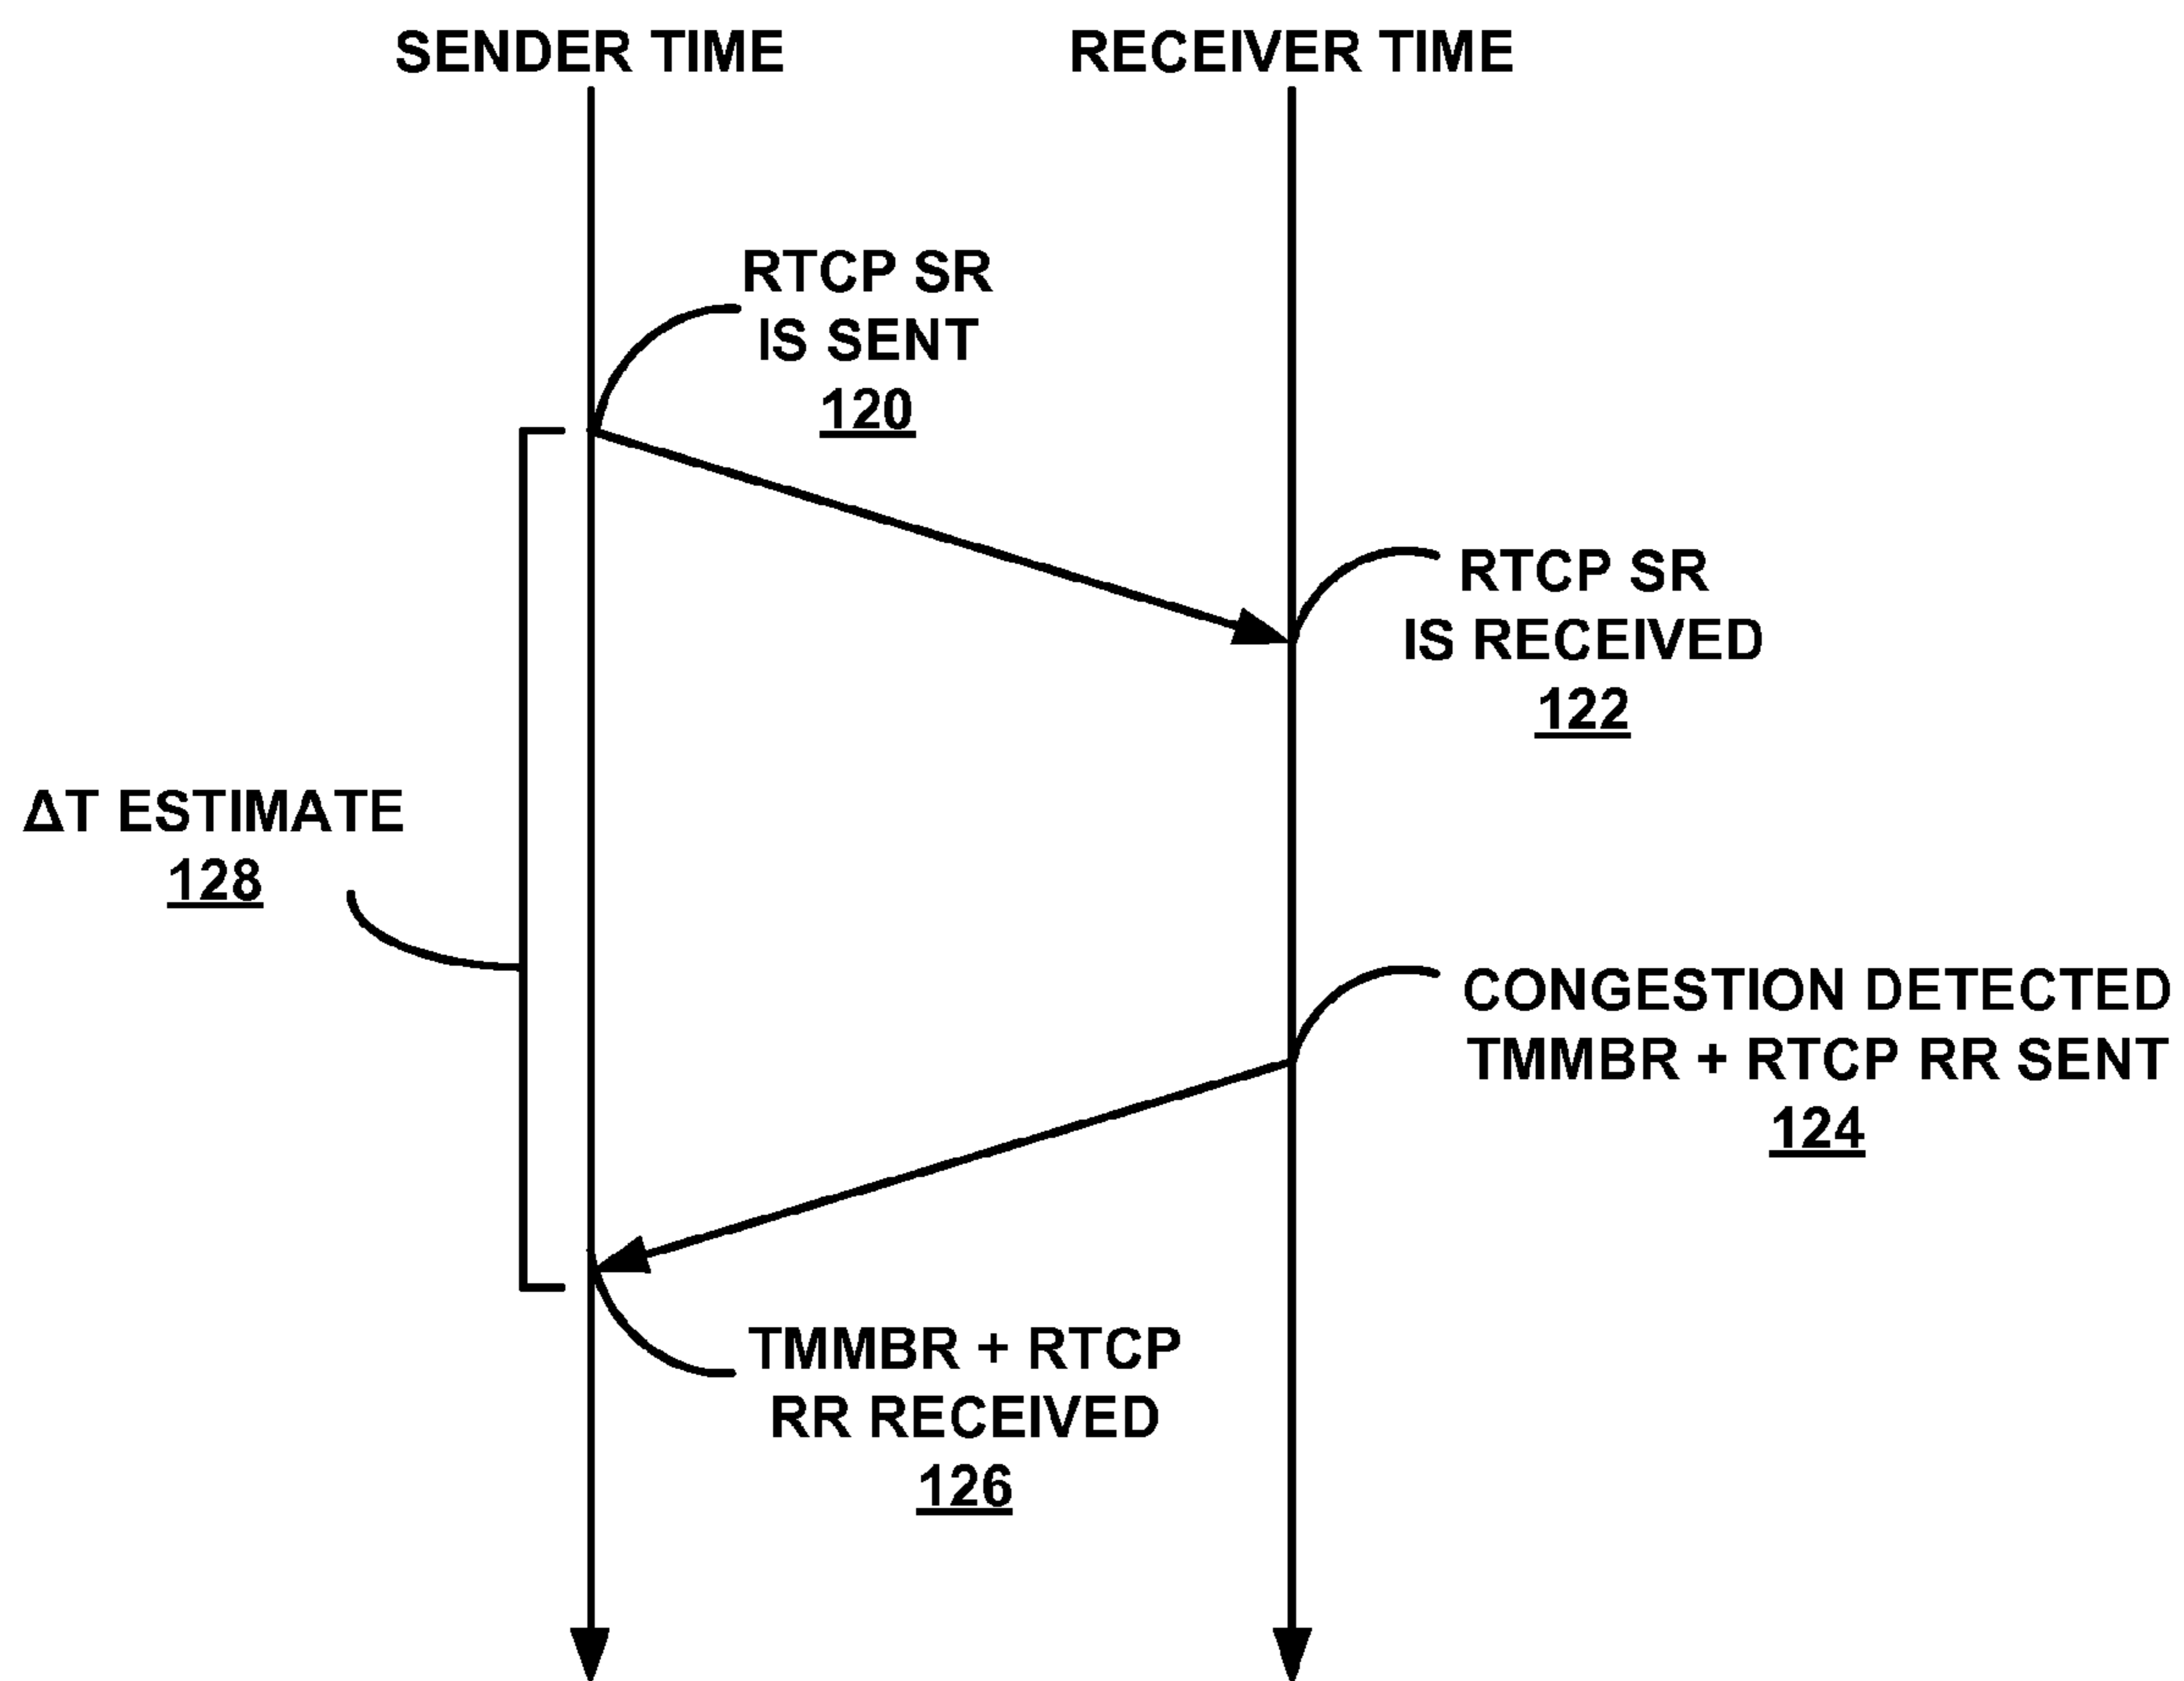 SENDER TIME
RECEIVER TIME
RTCP SR
IS SENT
120
RTCP SR
IS RECEIVED
122
ΔT ESTIMATE
128
CONGESTION DETECTED
TMMBR + RTCP RR SENT
124
TMMBR + RTCP
RR RECEIVED
126